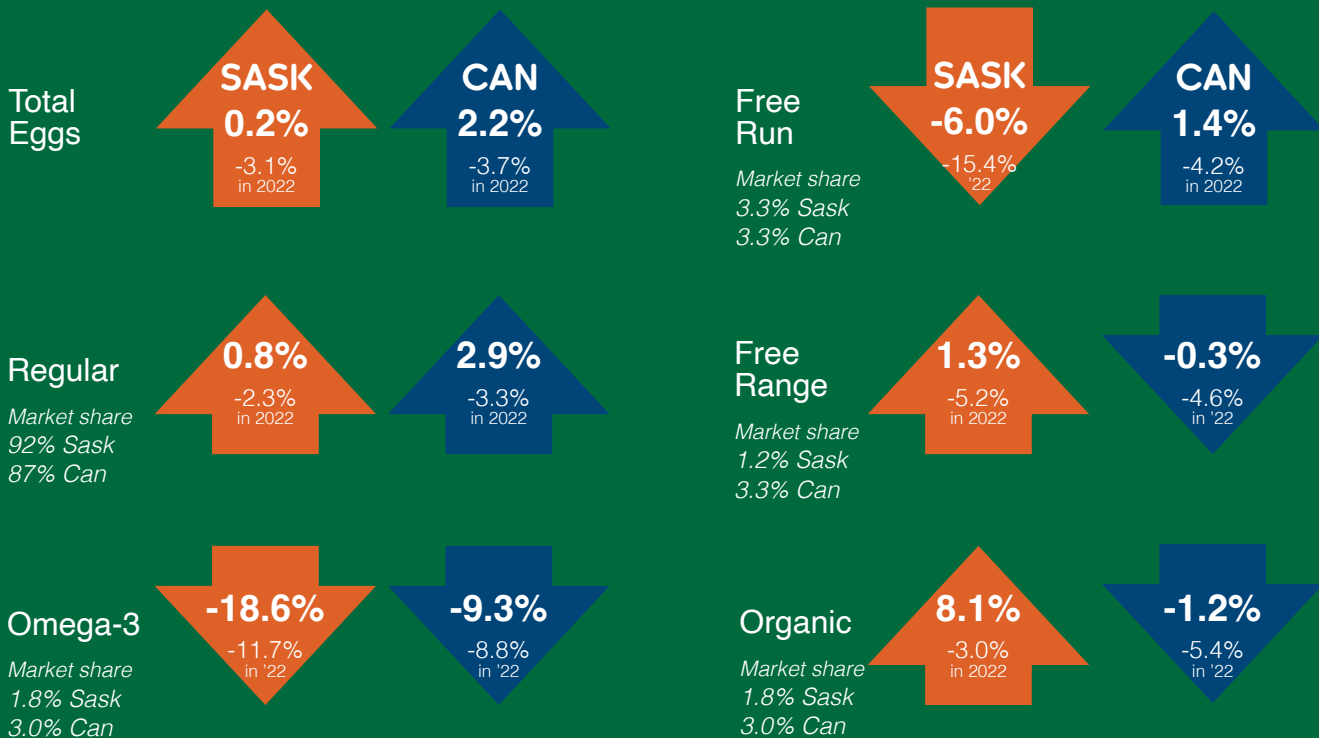 Total
Eggs
SASK
0.2%
-3.1%
in 2022
CAN
2.2%
-3.7%
in 2022
Free
Run
Market share
3.3% Sask
3.3% Can
SASK
-6.0%
-15.4%
'22
CAN
1.4%
-4.2%
in 2022
Regular
Market share
92% Sask
87% Can
0.8%
-2.3%
in 2022
2.9%
-3.3%
in 2022
Free
Range
Market share
1.2% Sask
3.3% Can
1.3%
-5.2%
in 2022
-0.3%
-4.6%
in '22
Omega-3
Market share
1.8% Sask
3.0% Can
-18.6%
-11.7%
in '22
-9.3%
-8.8%
in '22
Organic
Market share
1.8% Sask
3.0% Can
8.1%
-3.0%
in 2022
-1.2%
-5.4%
in '22